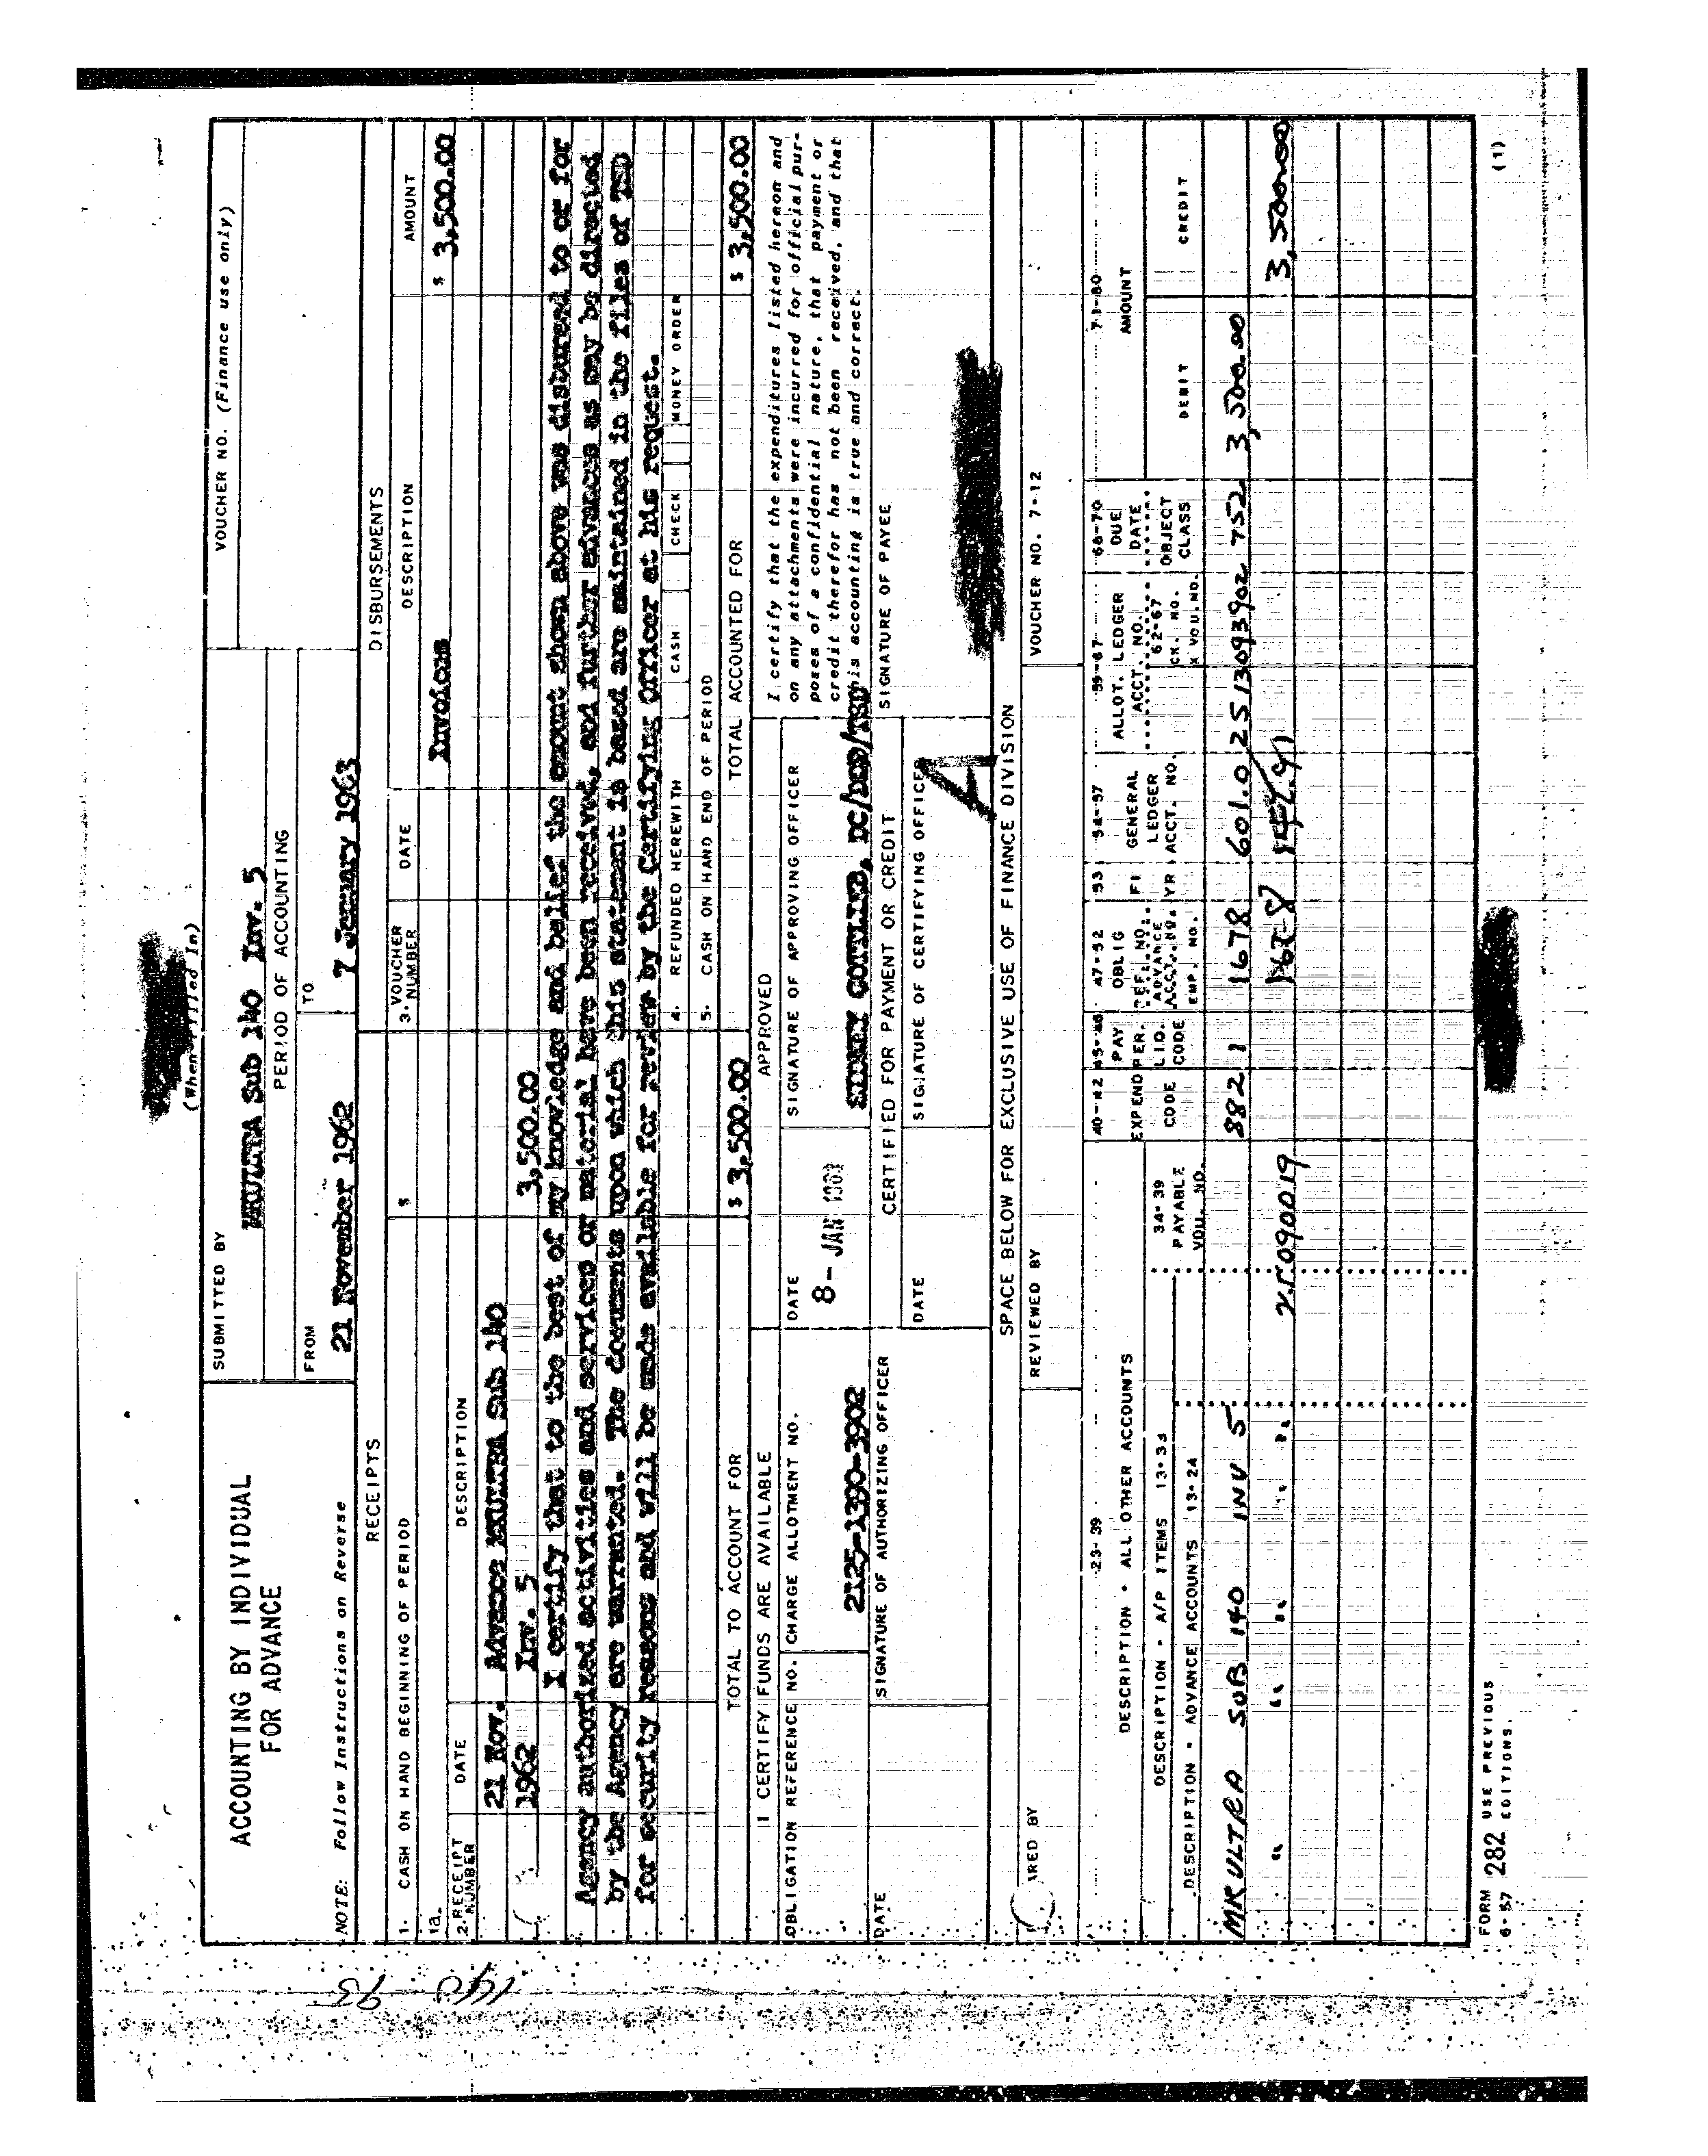 (When Filled In)
ACCOUNTING BY INDIVIDUAL
FOR ADVANCE
NOTE: Follow Instructions on Reverse
SUBMITTED BY
MKULTRA Sub 140 Inv. 5
VOUCHER NO. (Finance use only)
PERIOD OF ACCOUNTING
FROM
21 November 1962
TO
7 January 1963
RECEIPTS
DISBURSEMENTS
1. CASH ON HAND BEGINNING OF PERIOD
$
3. VOUCHER NUMBER
DATE
DESCRIPTION
AMOUNT
1a.
Invoices
$ 3,500.00
2. RECEIPT NUMBER
DATE
DESCRIPTION
21 Nov. Advance MKULTRA Sub 140
1962 Inv. 5 3,500.00
I certify that to the best of my knowledge and belief the amount shown above was disbursed to or for
Agency authorized activities and services or material have been received, and further advances as may be directed
by the Agency are warranted. The documents upon which this statement is based are maintained in the files of TSD
for security reasons and will be made available for review by the Certifying Officer at his request.
4. REFUNDED HEREWITH CASH CHECK MONEY ORDER
5. CASH ON HAND END OF PERIOD
TOTAL TO ACCOUNT FOR $ 3,500.00
TOTAL ACCOUNTED FOR $ 3,500.00
I CERTIFY FUNDS ARE AVAILABLE
APPROVED
I certify that the expenditures listed hereon and
on any attachments were incurred for official pur-
poses of a confidential nature, that payment or
credit therefor has not been received, and that
this accounting is true and correct.
OBLIGATION REFERENCE NO.
CHARGE ALLOTMENT NO.
2125-1390-3902
DATE
8 - JAN 1963
SIGNATURE OF APPROVING OFFICER
SIDNEY GOTTLIEB, DC/DDP/TSD
DATE
SIGNATURE OF AUTHORIZING OFFICER
CERTIFIED FOR PAYMENT OR CREDIT
DATE
SIGNATURE OF CERTIFYING OFFICER
SIGNATURE OF PAYEE
A
SPACE BELOW FOR EXCLUSIVE USE OF FINANCE DIVISION
ARED BY
REVIEWED BY
VOUCHER NO. 7-12
23-39
DESCRIPTION - ALL OTHER ACCOUNTS
DESCRIPTION - A/P ITEMS 13-33
DESCRIPTION - ADVANCE ACCOUNTS 13-24
34-39
PAYABLE
VOU. NO.
40-42
EXPEND
CODE
45-46
PAY
PER.
LIQ.
CODE
47-52
OBLIG
REF. NO.
ADVANCE
ACCT. NO.
EMP. NO.
53
FI
YR
54-57
GENERAL
LEDGER
ACCT. NO.
59-67
ALLOT. LEDGER
ACCT. NO.
62-67
CK. NO.
X VOU. NO.
68-70
DUE
DATE
OBJECT
CLASS
71-80
AMOUNT
DEBIT
CREDIT
MKULTRA SUB 140 INV 5 882 1 1678 601.0 2513093902 752 3,500.00
" " " " " 3,500.00
FORM 282 USE PREVIOUS
6-57 EDITIONS.
(1)
140
95